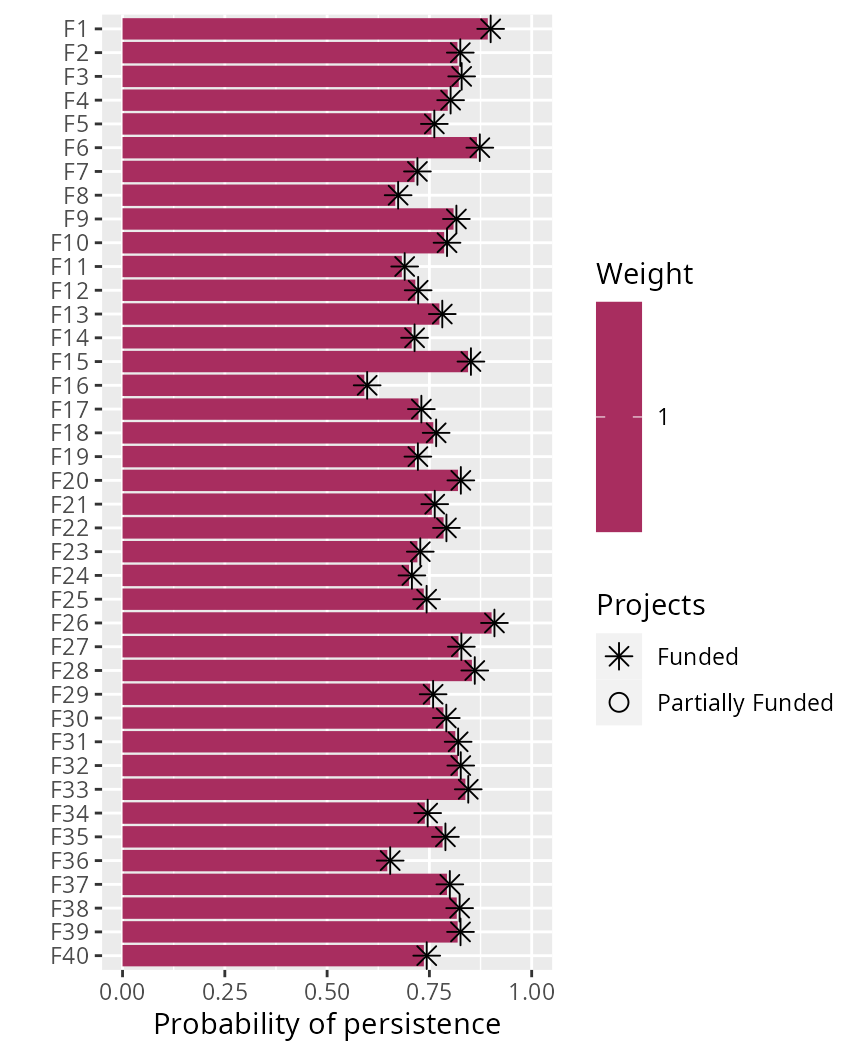 F1
F2
F3
F4
F5
F6
F7
F8
F9
F10
F11
F12
F13
F14
F15
F16
F17
F18
F19
F20
F21
F22
F23
F24
F25
F26
F27
F28
F29
F30
F31
F32
F33
F34
F35
F36
F37
F38
F39
F40
0.00 0.25 0.50 0.75 1.00
Probability of persistence
Weight
1
Projects
Funded
Partially Funded